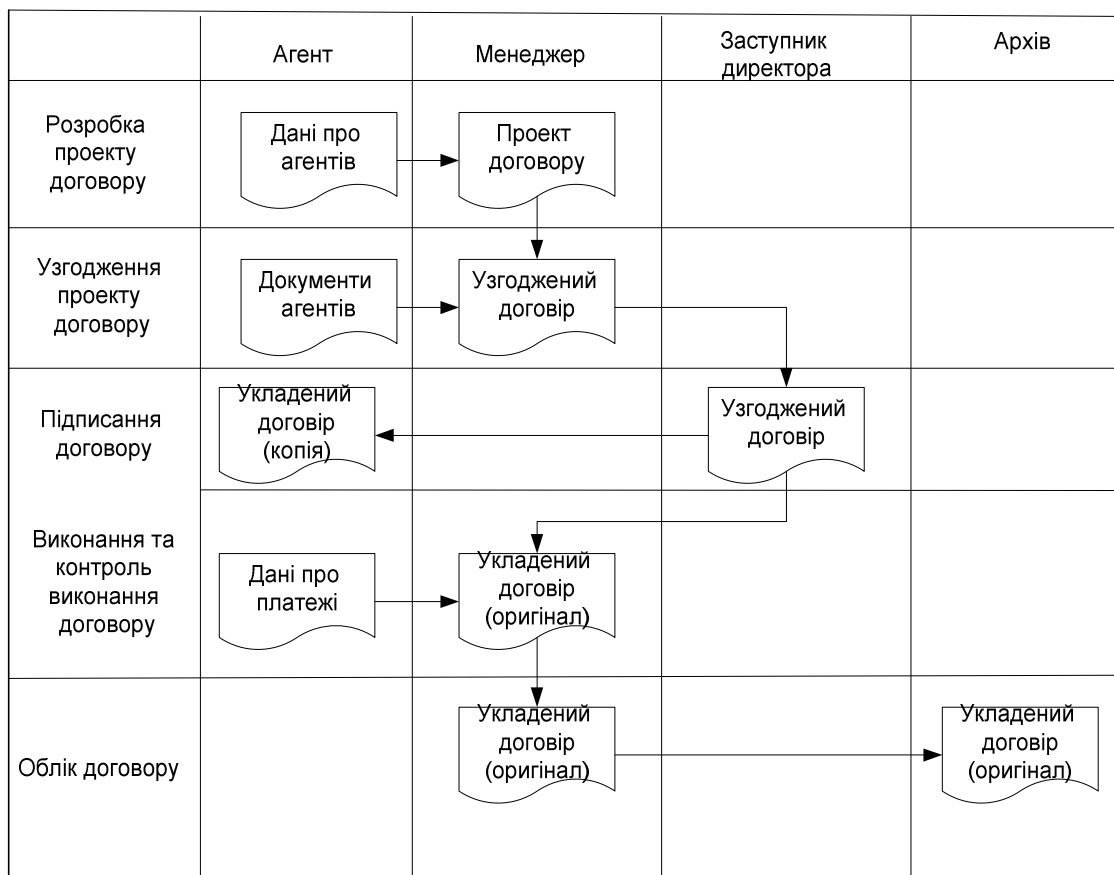 Агент
Менеджер
Заступник
директора
Архів
Розробка
проекту
договору
Дані про
агентів
Проект
договору
Узгодження
проекту
договору
Документи
агентів
Узгоджений
договір
Підписання
договору
Укладений
договір
(копія)
Узгоджений
договір
Виконання та
контроль
виконання
договору
Дані про
платежі
Укладений
договір
(оригінал)
Облік договору
Укладений
договір
(оригінал)
Укладений
договір
(оригінал)